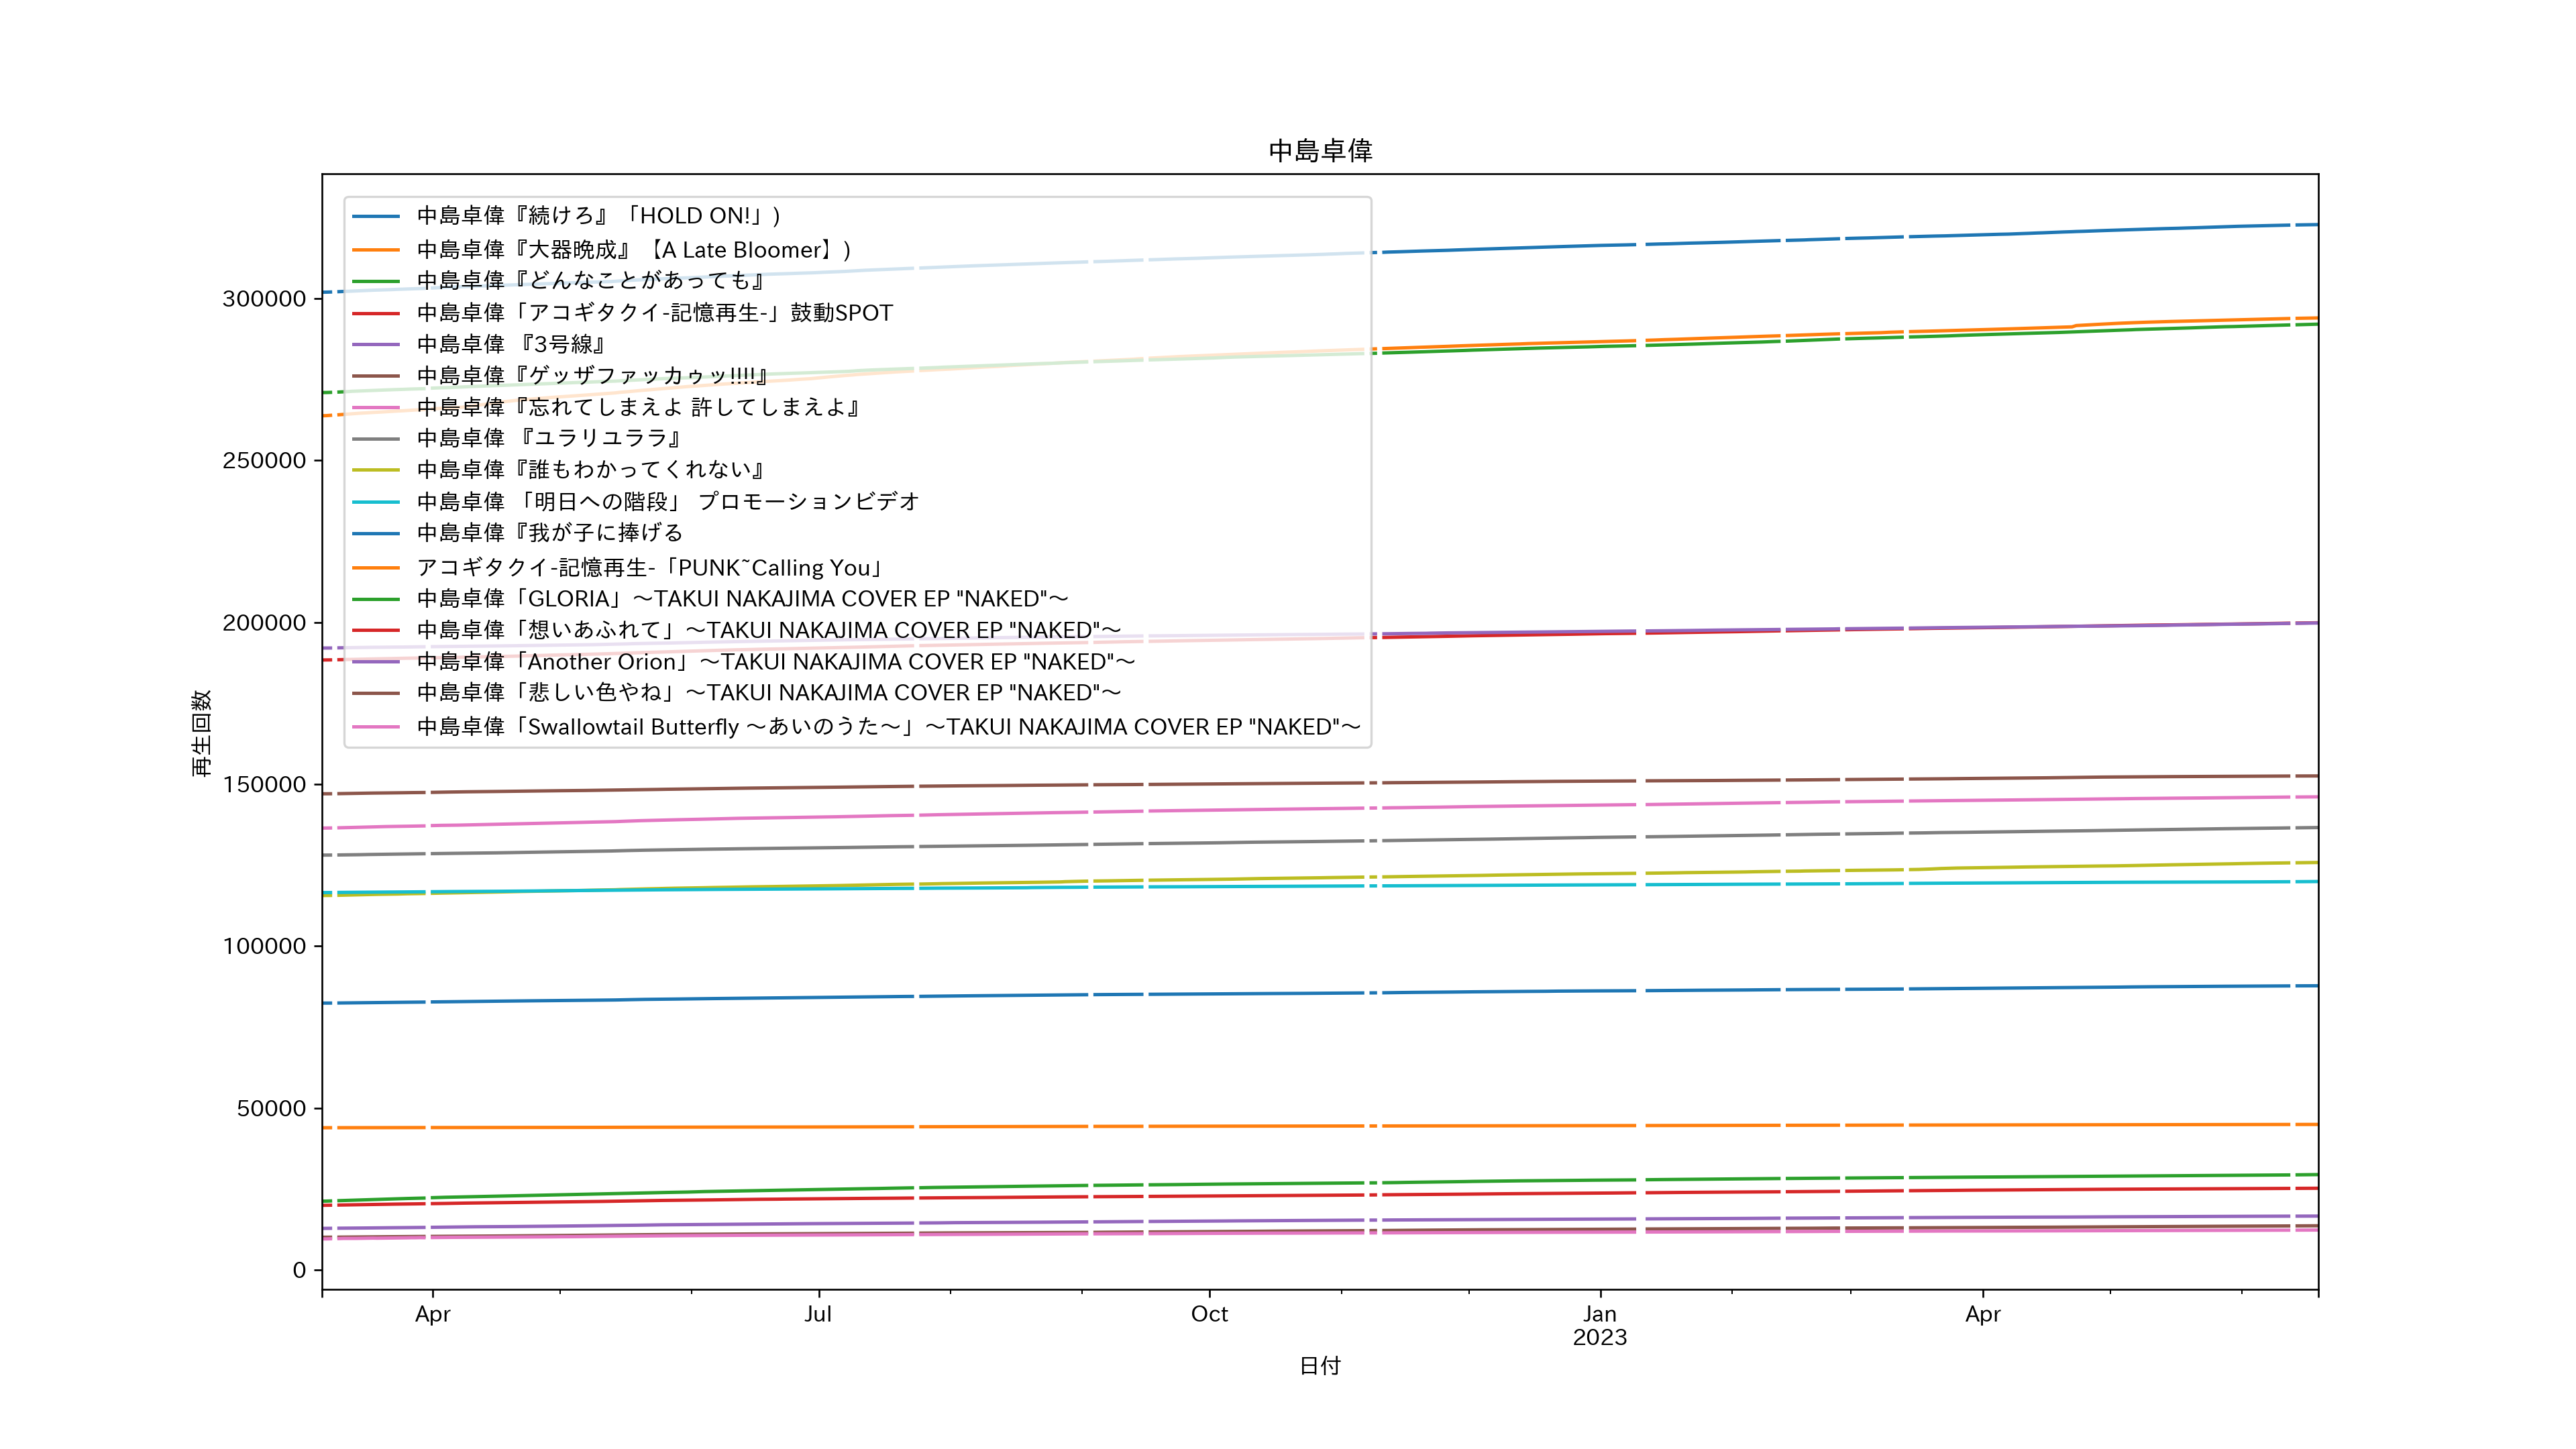 中島卓偉
中島卓偉『続けろ』「HOLD ON!」)
中島卓偉『大器晩成』【A Late Bloomer】)
中島卓偉『どんなことがあっても』
中島卓偉「アコギタクイ-記憶再生-」鼓動SPOT
中島卓偉 『3号線』
中島卓偉『ゲッザファッカゥッ!!!!』
中島卓偉『忘れてしまえよ 許してしまえよ』
中島卓偉 『ユラリユララ』
中島卓偉『誰もわかってくれない』
中島卓偉 「明日への階段」 プロモーションビデオ
中島卓偉『我が子に捧げる
アコギタクイ-記憶再生-「PUNK~Calling You」
中島卓偉「GLORIA」〜TAKUI NAKAJIMA COVER EP "NAKED"〜
中島卓偉「想いあふれて」〜TAKUI NAKAJIMA COVER EP "NAKED"〜
中島卓偉「Another Orion」〜TAKUI NAKAJIMA COVER EP "NAKED"〜
中島卓偉「悲しい色やね」〜TAKUI NAKAJIMA COVER EP "NAKED"〜
中島卓偉「Swallowtail Butterfly 〜あいのうた〜」〜TAKUI NAKAJIMA COVER EP "NAKED"〜
再生回数
300000
250000
200000
150000
100000
50000
0
Apr
Jul
Oct
Jan
2023
Apr
日付